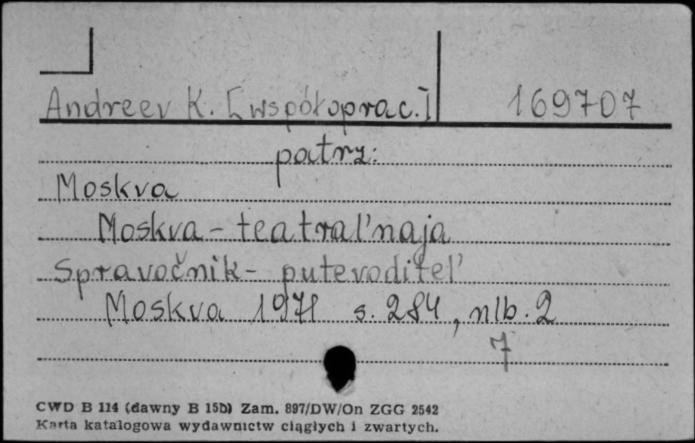 Andreev K. [współoprac.] 169707
patrz:
Moskva
Moskva - teatral'naja
Spravočnik - putevoditel'
Moskva 1971 s. 284, nlb. 2
7
CWD B 114 (dawny B 15b) Zam. 897/DW/On ZGG 2542
Karta katalogowa wydawnictw ciągłych i zwartych.